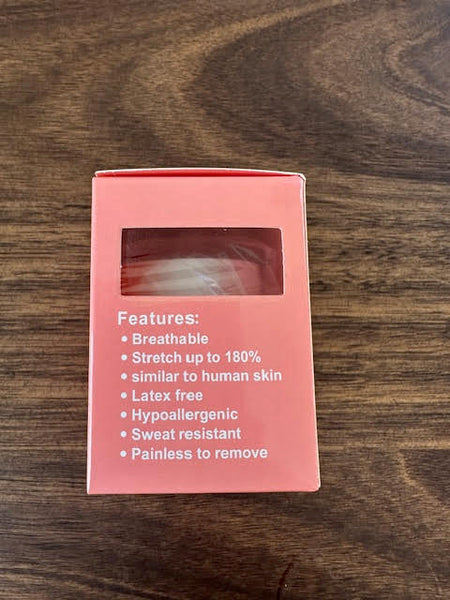 Features:
• Breathable
• Stretch up to 180%
• similar to human skin
• Latex free
• Hypoallergenic
• Sweat resistant
• Painless to remove